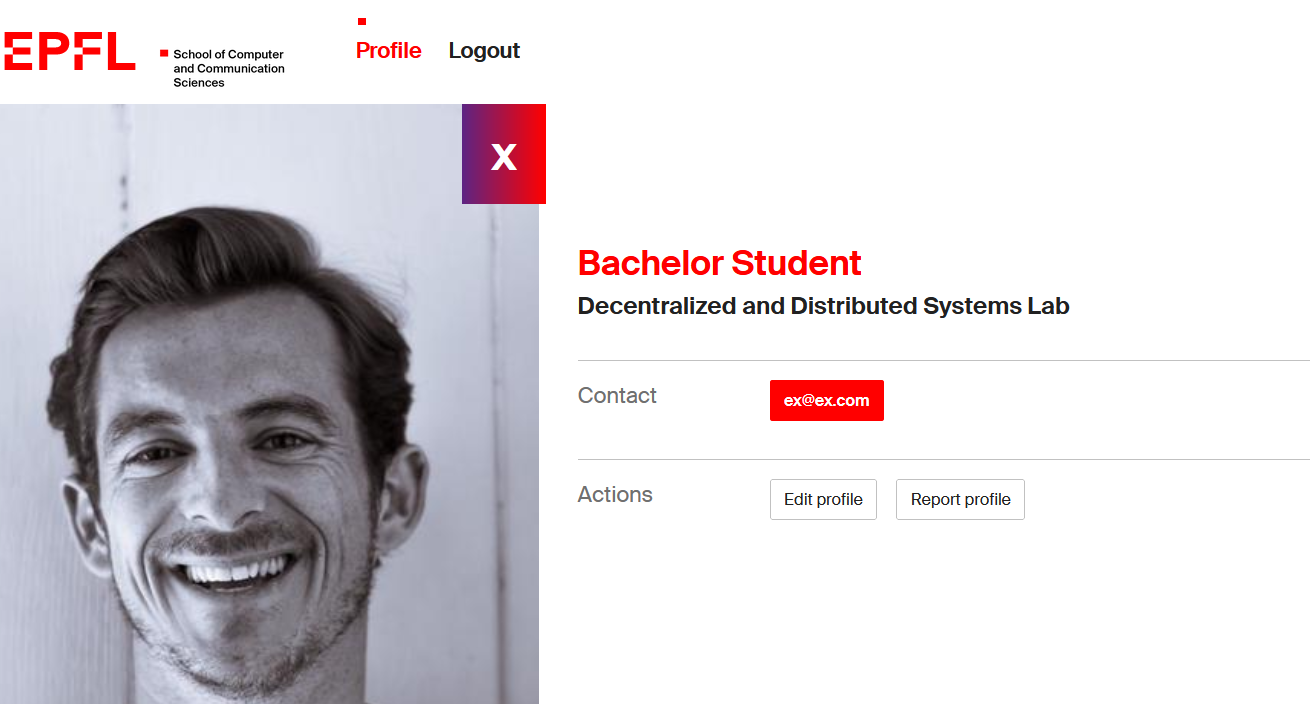 EPFL
School of Computer
and Communication
Sciences
Profile
Logout
X
Bachelor Student
Decentralized and Distributed Systems Lab
Contact
ex@ex.com
Actions
Edit profile
Report profile